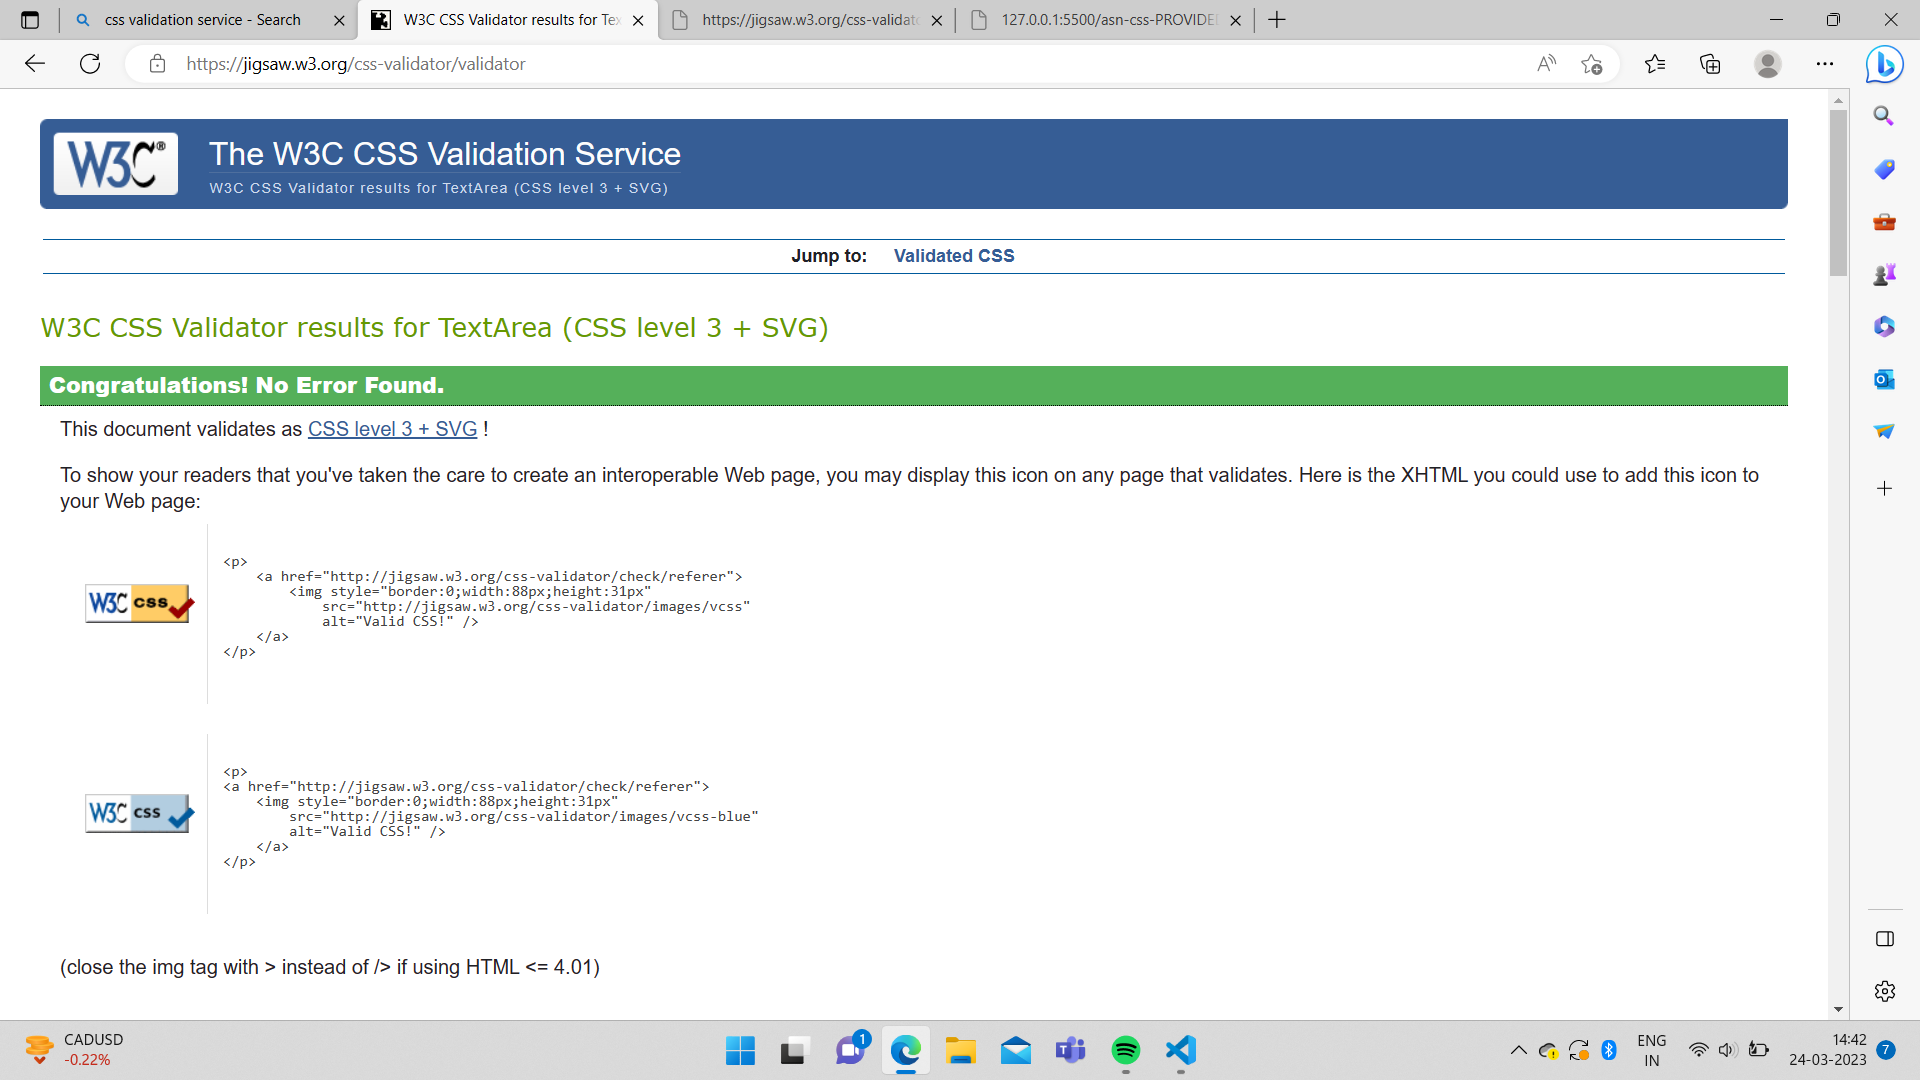 css validation service - Search
W3C CSS Validator results for Tex
https://jigsaw.w3.org/css-validato
127.0.0.1:5500/asn-css-PROVIDE
https://jigsaw.w3.org/css-validator/validator
W3C®
The W3C CSS Validation Service
W3C CSS Validator results for TextArea (CSS level 3 + SVG)
Jump to: Validated CSS
W3C CSS Validator results for TextArea (CSS level 3 + SVG)
Congratulations! No Error Found.
This document validates as CSS level 3 + SVG !
To show your readers that you've taken the care to create an interoperable Web page, you may display this icon on any page that validates. Here is the XHTML you could use to add this icon to
your Web page:
W3C css
<p>
<a href="http://jigsaw.w3.org/css-validator/check/referer">
<img style="border:0;width:88px;height:31px"
src="http://jigsaw.w3.org/css-validator/images/vcss"
alt="Valid CSS!" />
</a>
</p>
W3C css
<p>
<a href="http://jigsaw.w3.org/css-validator/check/referer">
<img style="border:0;width:88px;height:31px"
src="http://jigsaw.w3.org/css-validator/images/vcss-blue"
alt="Valid CSS!" />
</a>
</p>
(close the img tag with > instead of /> if using HTML <= 4.01)
CADUSD
-0.22%
1
ENG
IN
14:42
24-03-2023
7